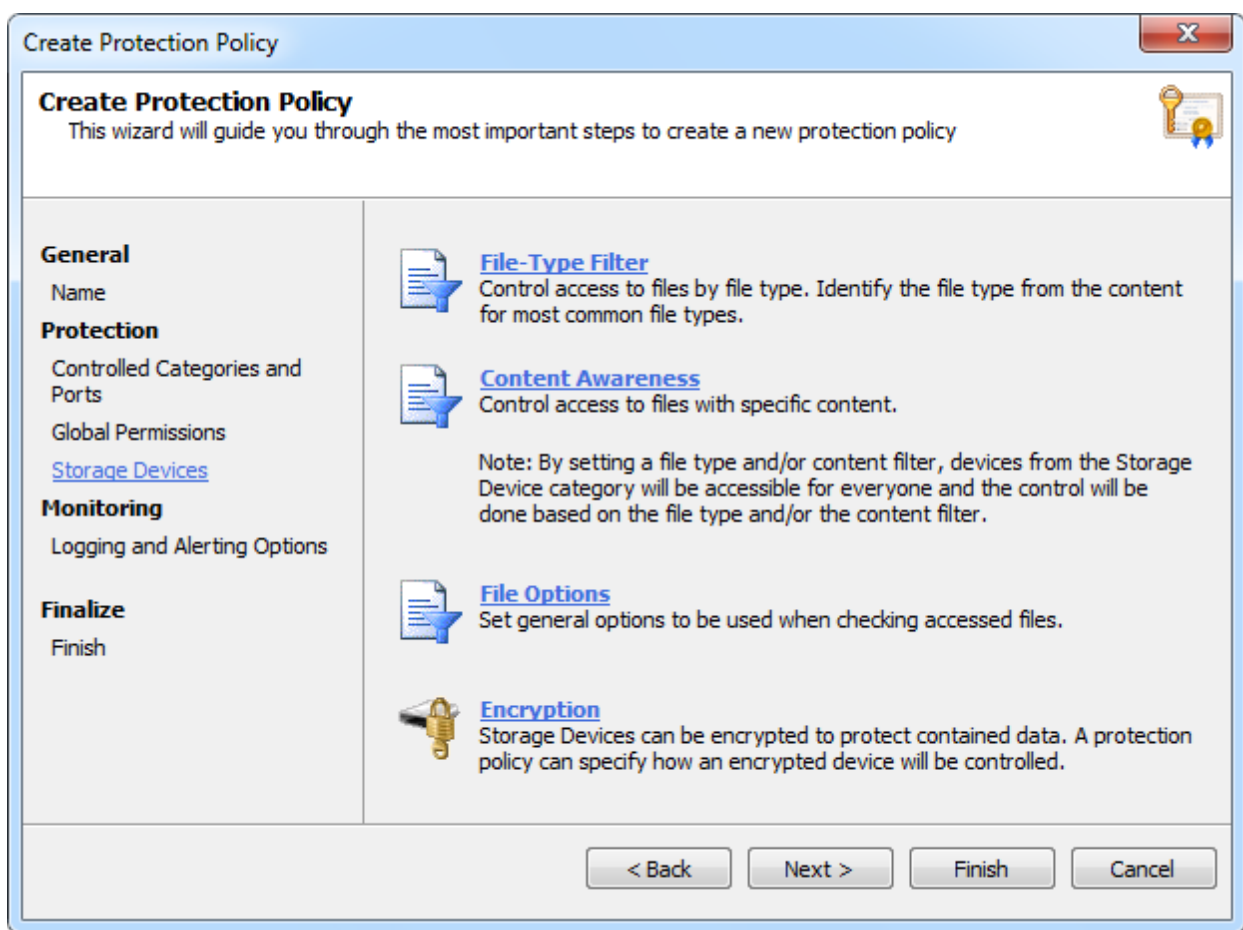 Create Protection Policy
Create Protection Policy
This wizard will guide you through the most important steps to create a new protection policy
General
Name
Protection
Controlled Categories and
Ports
Global Permissions
Storage Devices
Monitoring
Logging and Alerting Options
Finalize
Finish
File-Type Filter
Control access to files by file type. Identify the file type from the content
for most common file types.
Content Awareness
Control access to files with specific content.
Note: By setting a file type and/or content filter, devices from the Storage
Device category will be accessible for everyone and the control will be
done based on the file type and/or the content filter.
File Options
Set general options to be used when checking accessed files.
Encryption
Storage Devices can be encrypted to protect contained data. A protection
policy can specify how an encrypted device will be controlled.
< Back
Next >
Finish
Cancel